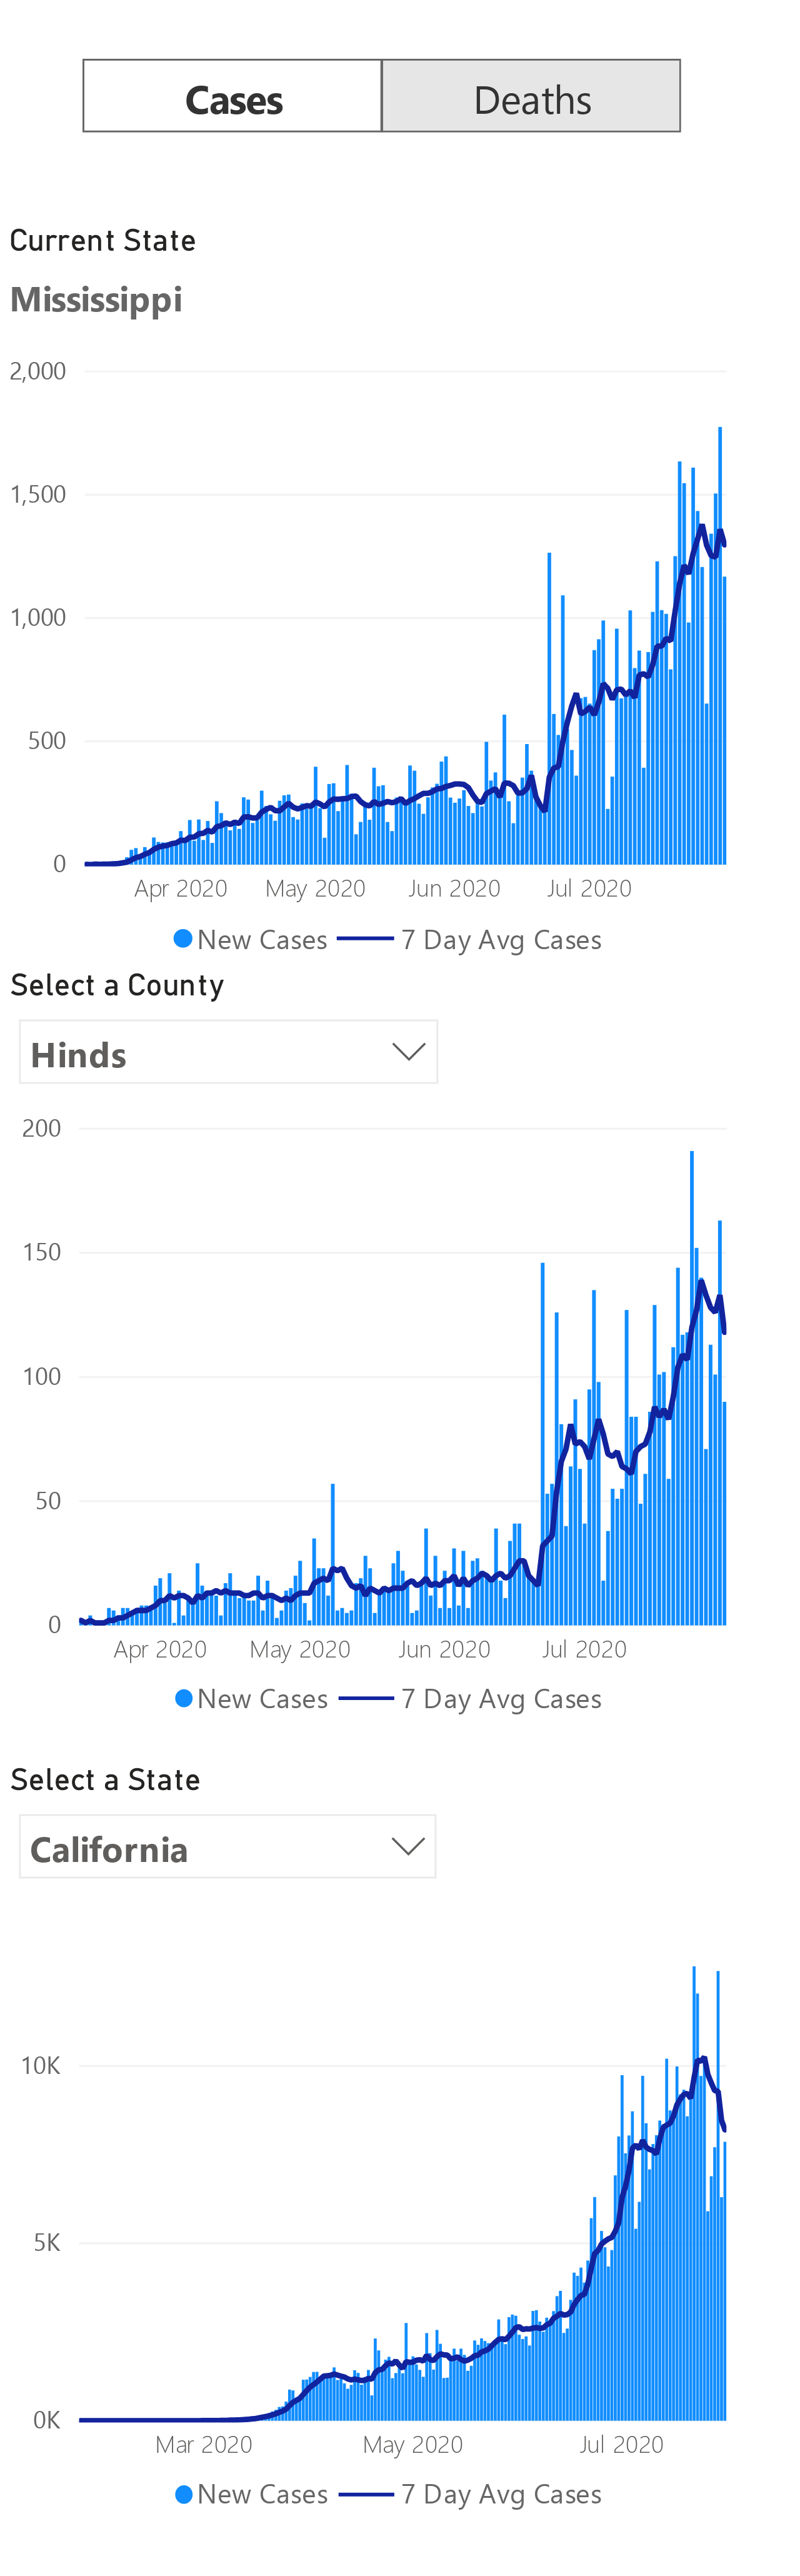 Cases Deaths
Current State
Mississippi
2,000
1,500
1,000
500
0
Apr 2020 May 2020 Jun 2020 Jul 2020
New Cases 7 Day Avg Cases
Select a County
Hinds
200
150
100
50
0
Apr 2020 May 2020 Jun 2020 Jul 2020
New Cases 7 Day Avg Cases
Select a State
California
10K
5K
0K
Mar 2020 May 2020 Jul 2020
New Cases 7 Day Avg Cases